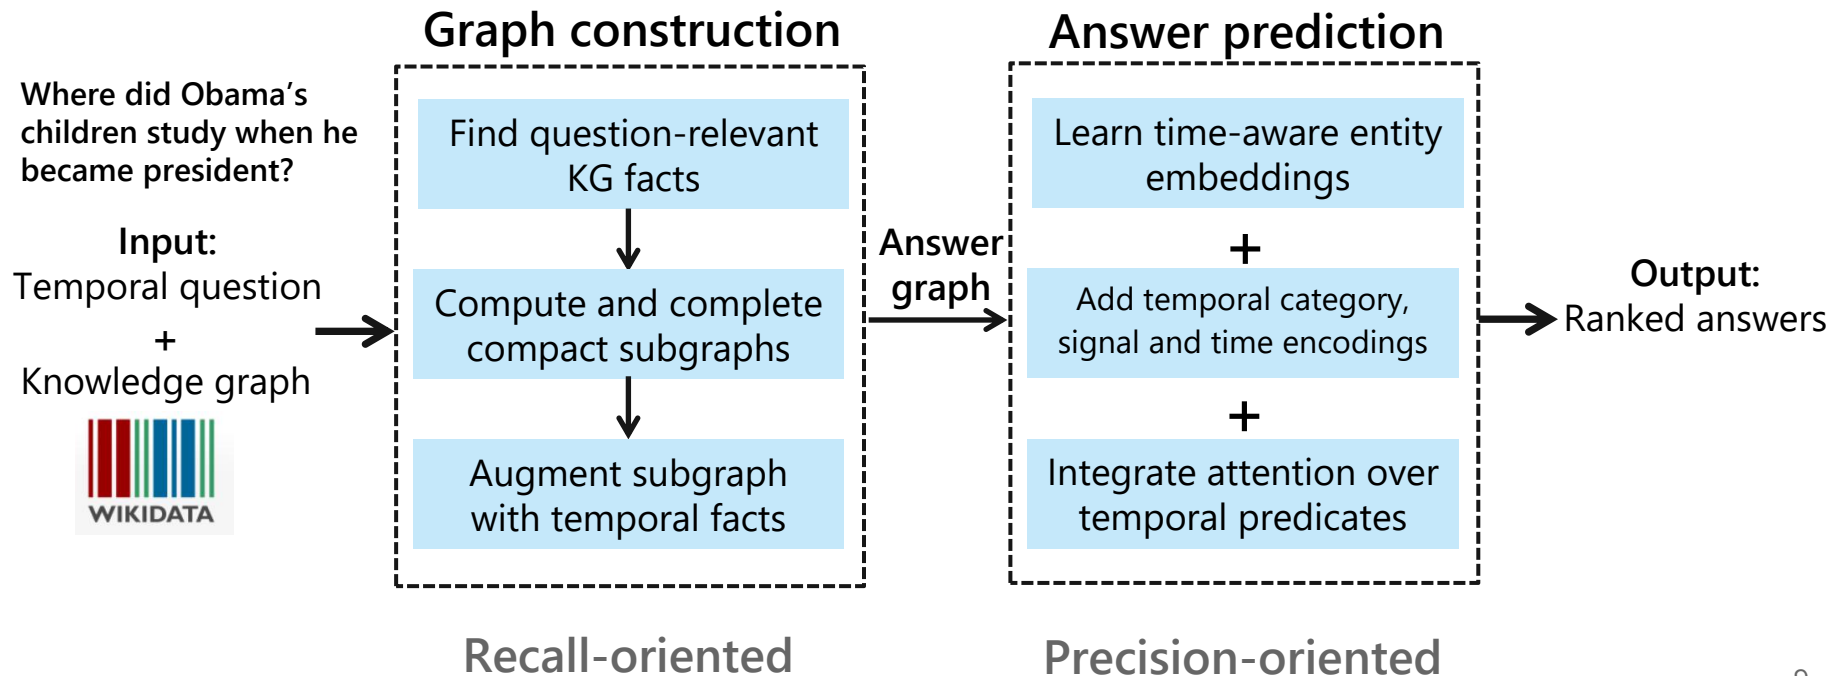 Graph construction
Answer prediction
Where did Obama's
children study when he
became president?
Input:
Temporal question
+
Knowledge graph
WIKIDATA
Find question-relevant
KG facts
Compute and complete
compact subgraphs
Augment subgraph
with temporal facts
Recall-oriented
Answer
graph
Learn time-aware entity
embeddings
+
Add temporal category,
signal and time encodings
+
Integrate attention over
temporal predicates
Precision-oriented
Output:
Ranked answers